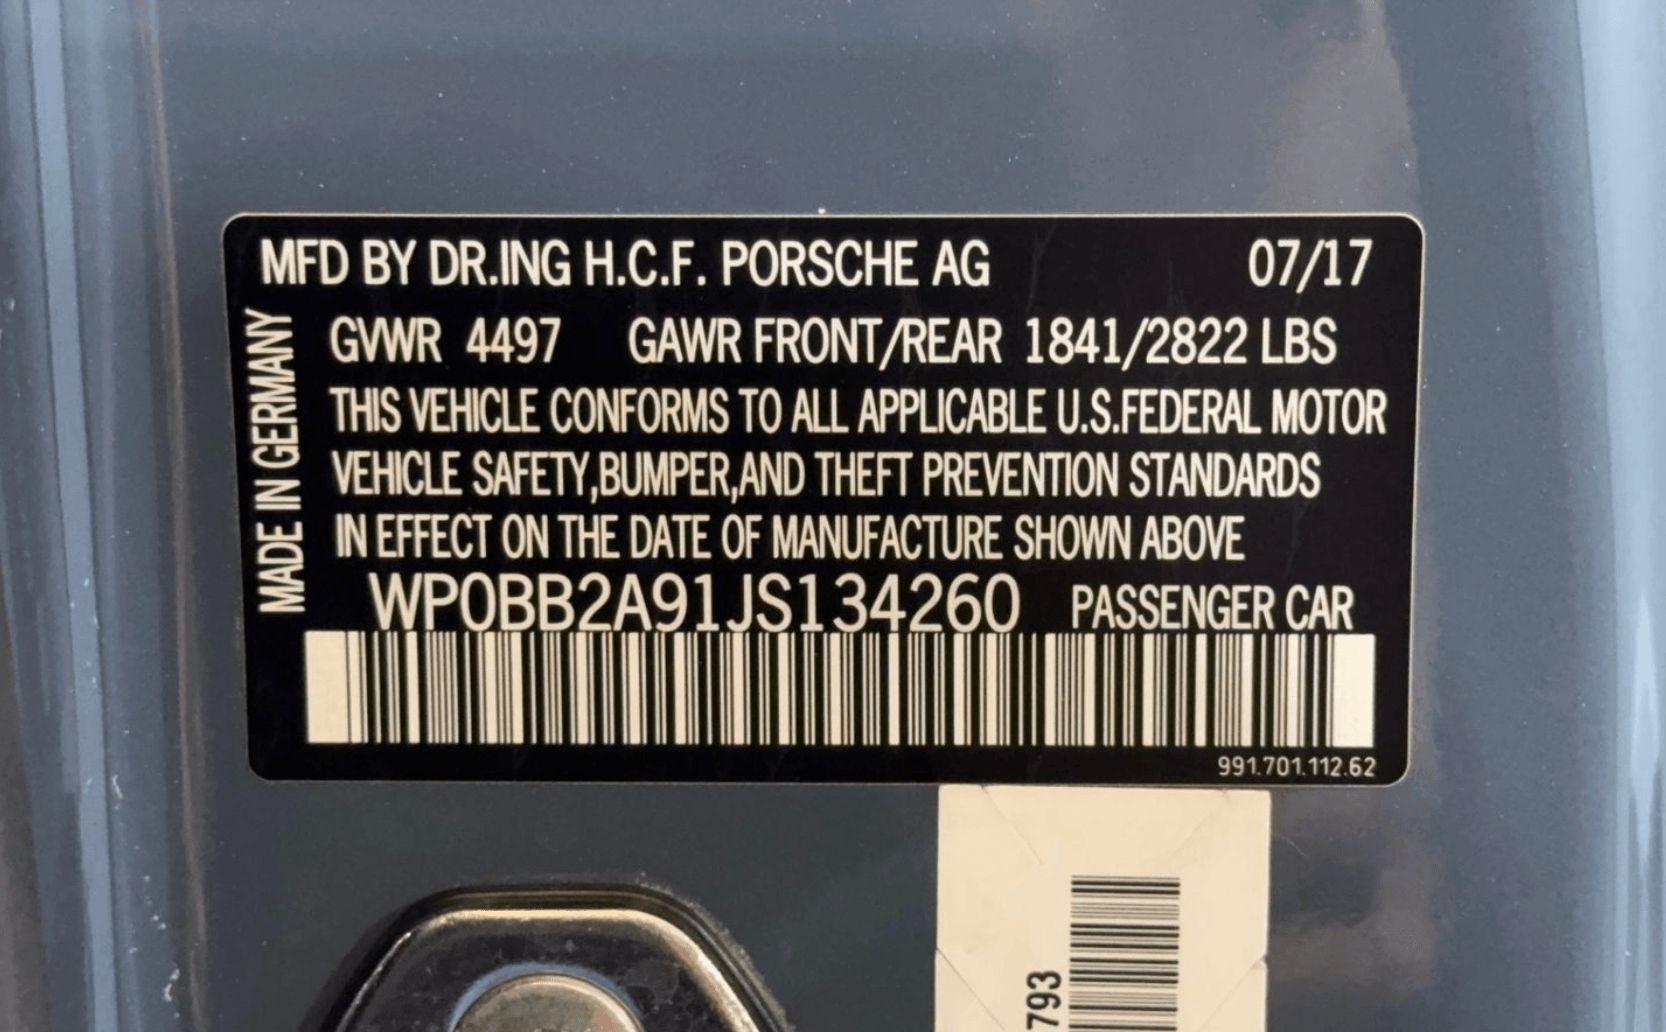 MFD BY DR.ING H.C.F. PORSCHE AG 07/17
MADE IN GERMANY
GVWR 4497 GAWR FRONT/REAR 1841/2822 LBS
THIS VEHICLE CONFORMS TO ALL APPLICABLE U.S.FEDERAL MOTOR
VEHICLE SAFETY,BUMPER,AND THEFT PREVENTION STANDARDS
IN EFFECT ON THE DATE OF MANUFACTURE SHOWN ABOVE
WP0BB2A91JS134260 PASSENGER CAR
991.701.112.62
793